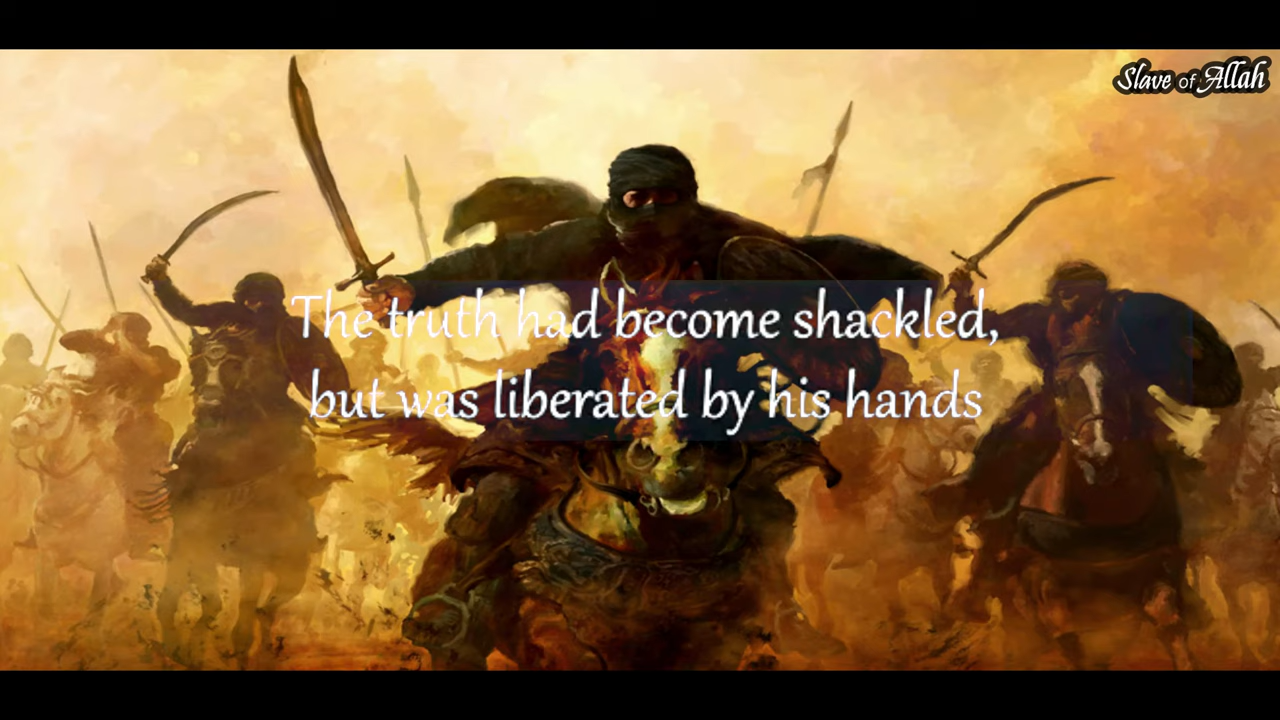 Slave of Allah
The truth had become shackled,
but was liberated by his hands